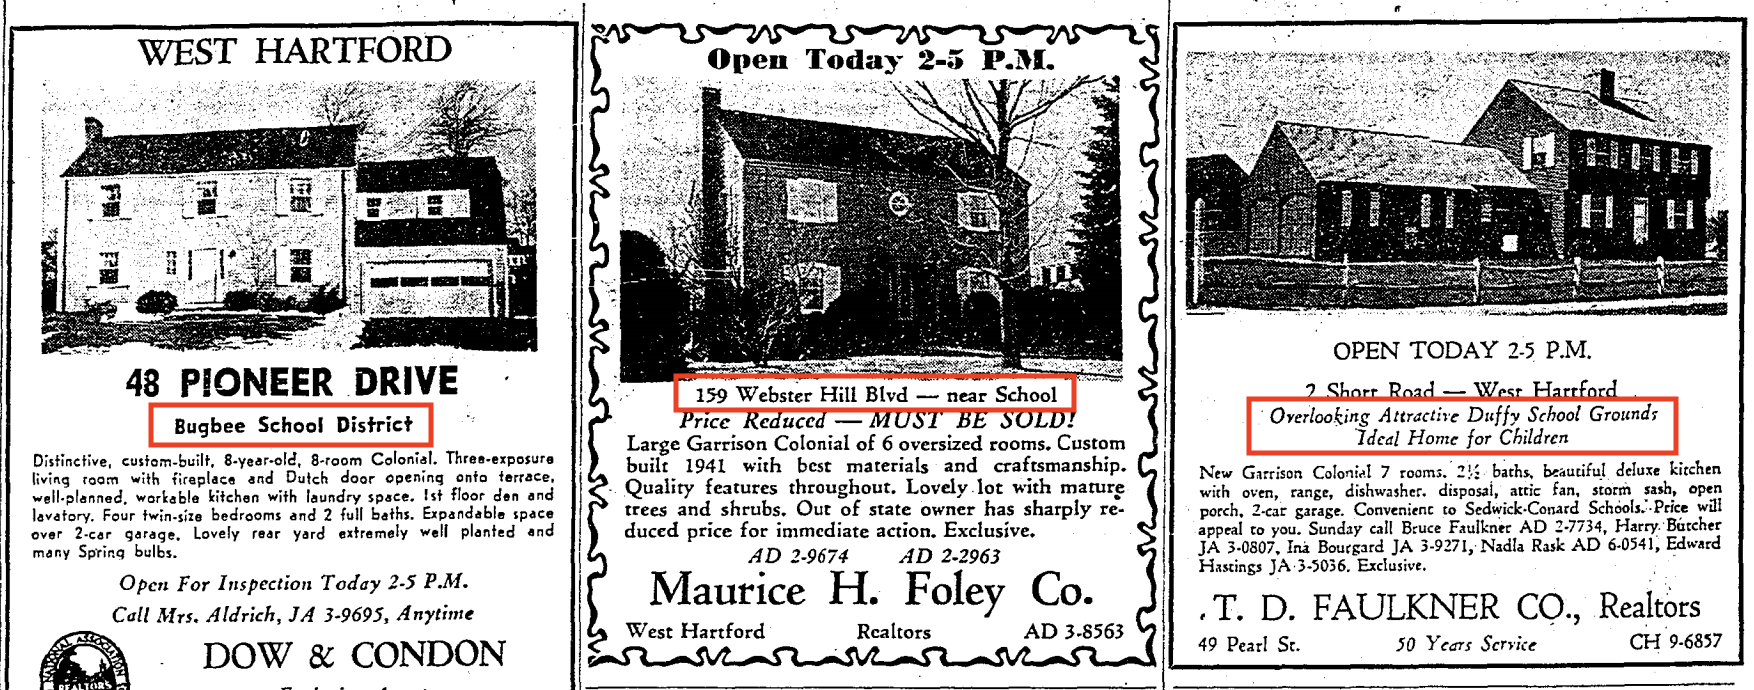 WEST HARTFORD
48 PIONEER DRIVE
Bugbee School District
Distinctive, custom-built, 8-year-old, 8-room Colonial. Three-exposure
living room with fireplace and Dutch door opening onto terrace,
well-planned, workable kitchen with laundry space. 1st floor den and
lavatory. Four twin-size bedrooms and 2 full baths. Expandable space
over 2-car garage. Lovely rear yard extremely well planted and
many Spring bulbs.
Open For Inspection Today 2-5 P.M.
Call Mrs. Aldrich, JA 3-9695, Anytime
NATIONAL ASSOCIATION
DOW & CONDON
Open Today 2-5 P.M.
159 Webster Hill Blvd — near School
Price Reduced — MUST BE SOLD!
Large Garrison Colonial of 6 oversized rooms. Custom
built 1941 with best materials and craftsmanship.
Quality features throughout. Lovely lot with mature
trees and shrubs. Out of state owner has sharply re-
duced price for immediate action. Exclusive.
AD 2-9674 AD 2-2963
Maurice H. Foley Co.
West Hartford Realtors AD 3-8563
OPEN TODAY 2-5 P.M.
2 Short Road — West Hartford
Overlooking Attractive Duffy School Grounds
Ideal Home for Children
New Garrison Colonial 7 rooms, 2½ baths, beautiful deluxe kitchen
with oven, range, dishwasher, disposal, attic fan, storm sash, open
porch, 2-car garage. Convenient to Sedwick-Conard Schools. Price will
appeal to you. Sunday call Bruce Faulkner AD 2-7734, Harry Butcher
JA 3-0807, Ina Bourgard JA 3-9271, Nadla Rask AD 6-0541, Edward
Hastings JA 3-5036. Exclusive.
T. D. FAULKNER CO., Realtors
49 Pearl St. 50 Years Service CH 9-6857